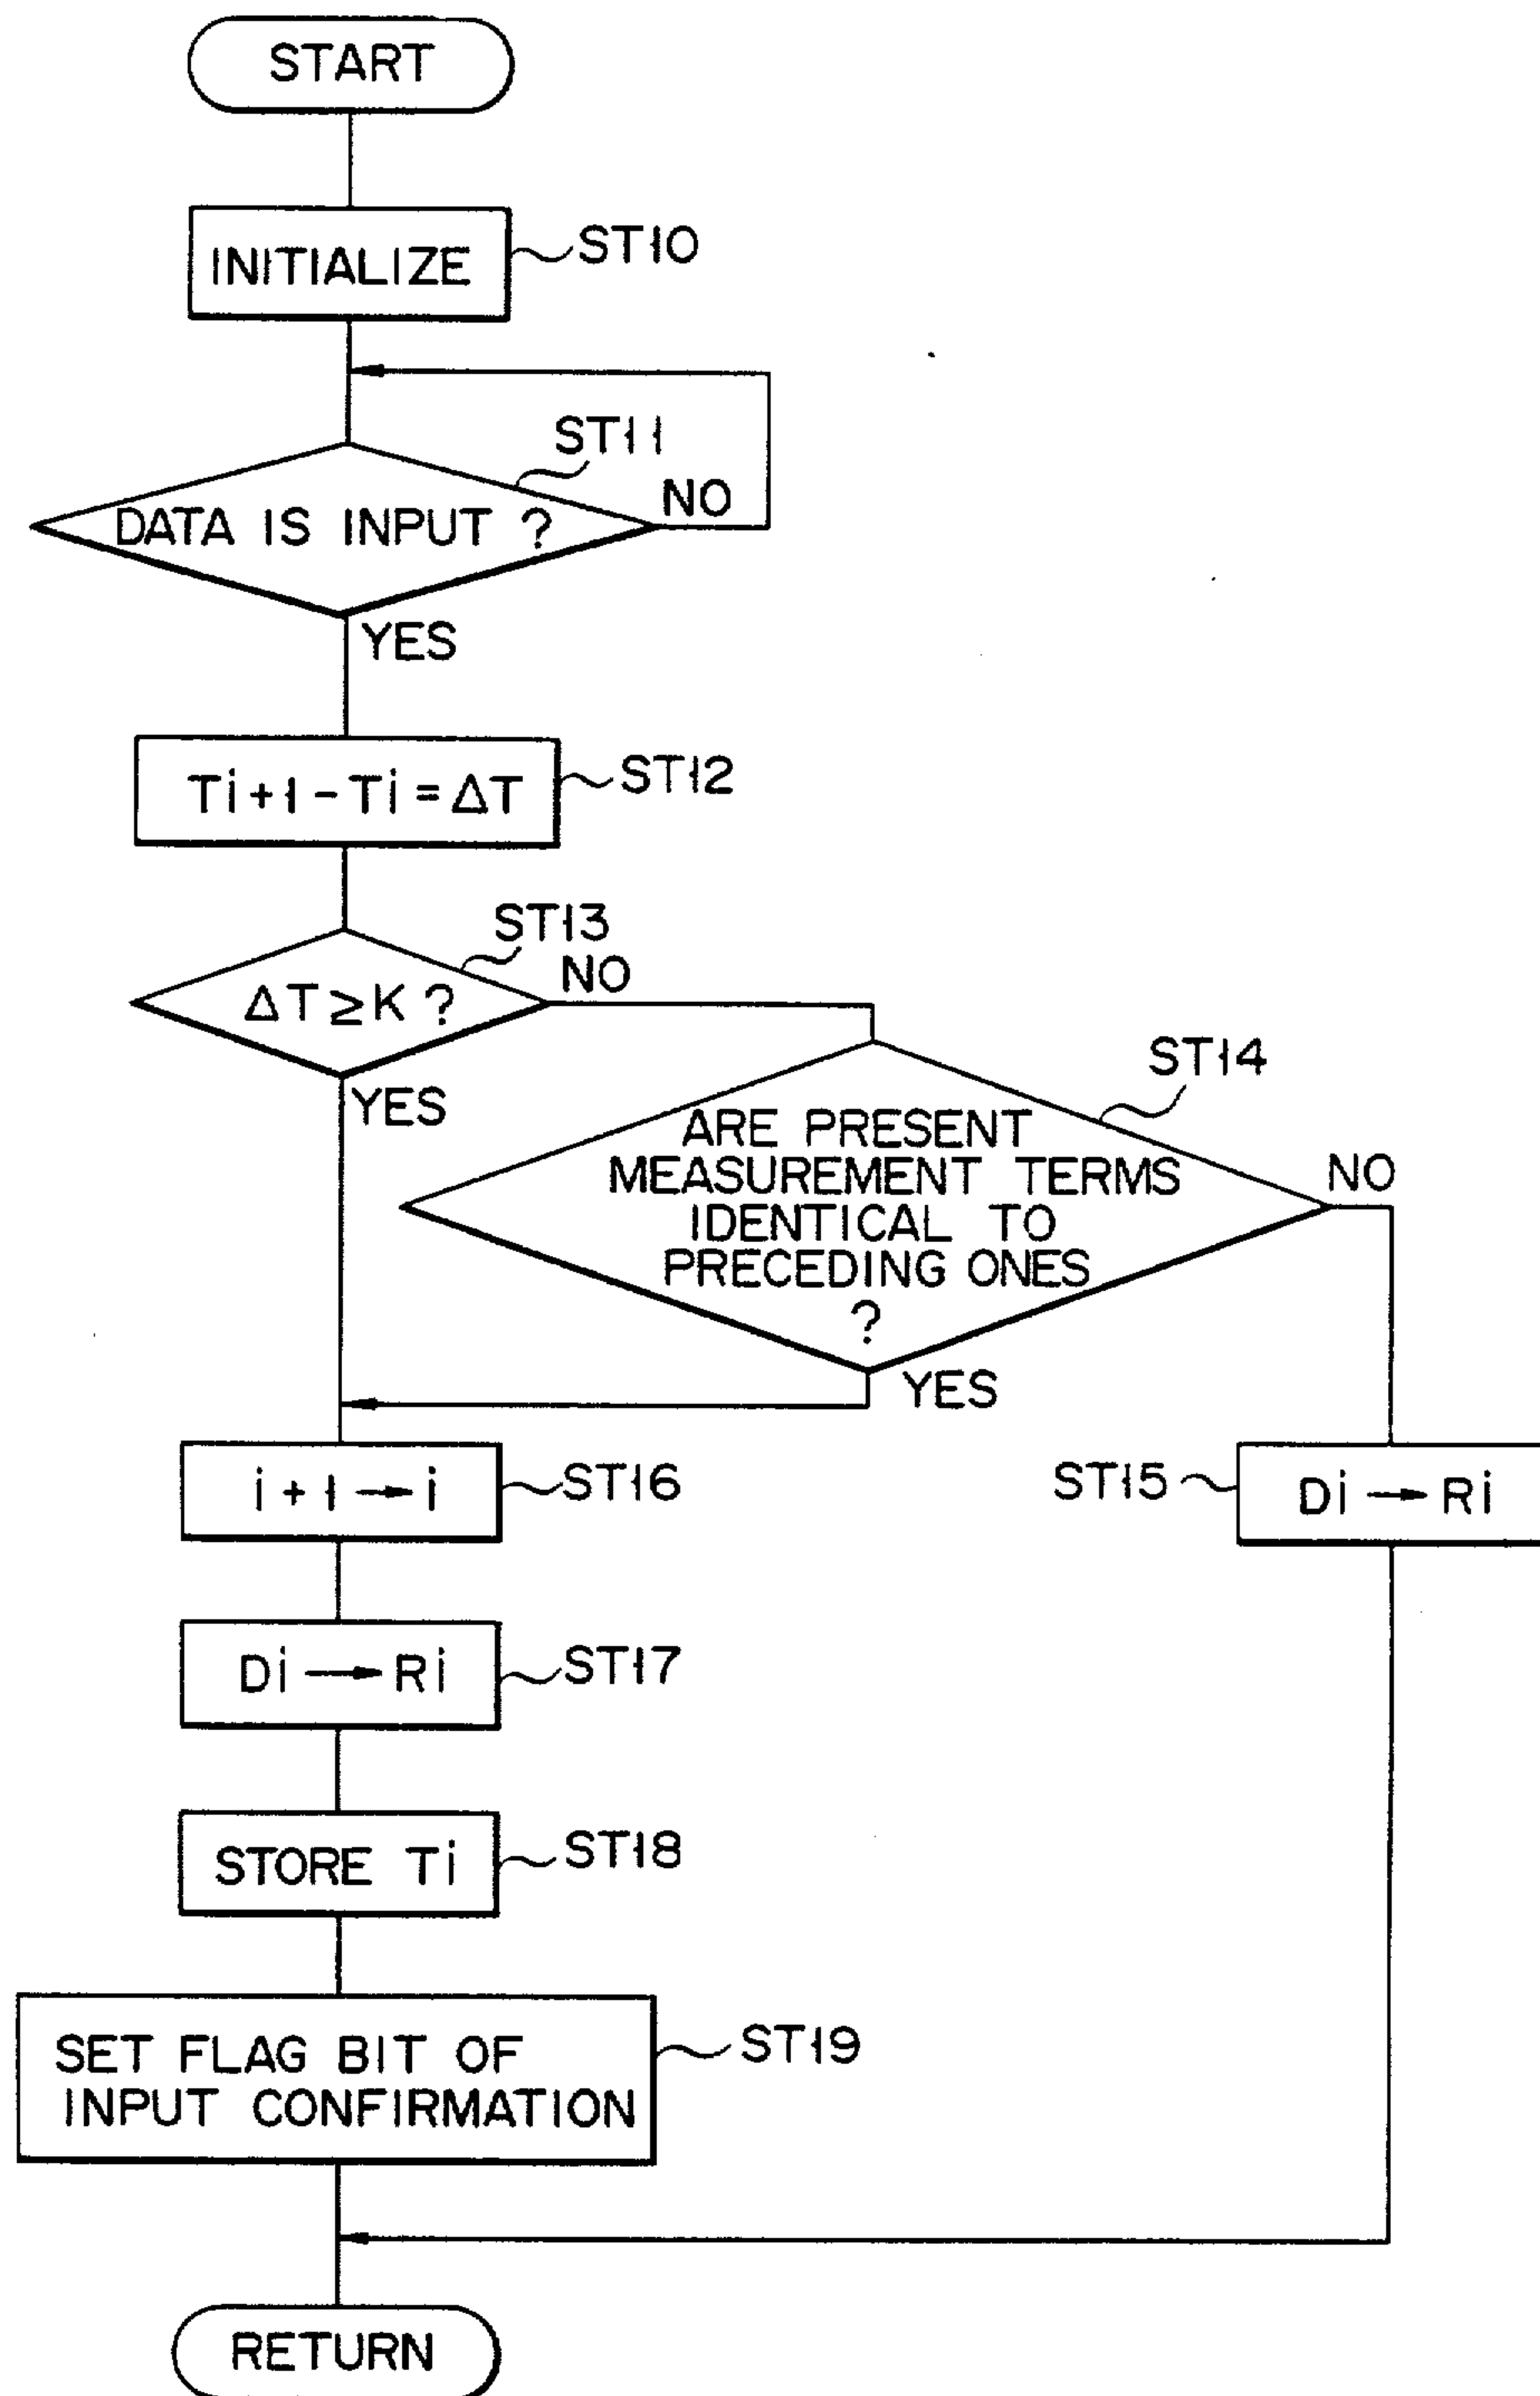 START
INITIALIZE
ST10
ST11
DATA IS INPUT ?
NO
YES
Ti+1-Ti=ΔT
ST12
ST13
ΔT≥K ?
NO
YES
ST14
ARE PRESENT
MEASUREMENT TERMS
IDENTICAL TO
PRECEDING ONES
?
NO
YES
i+1→i
ST16
ST15
Di→Ri
Di→Ri
ST17
STORE Ti
ST18
SET FLAG BIT OF
INPUT CONFIRMATION
ST19
RETURN